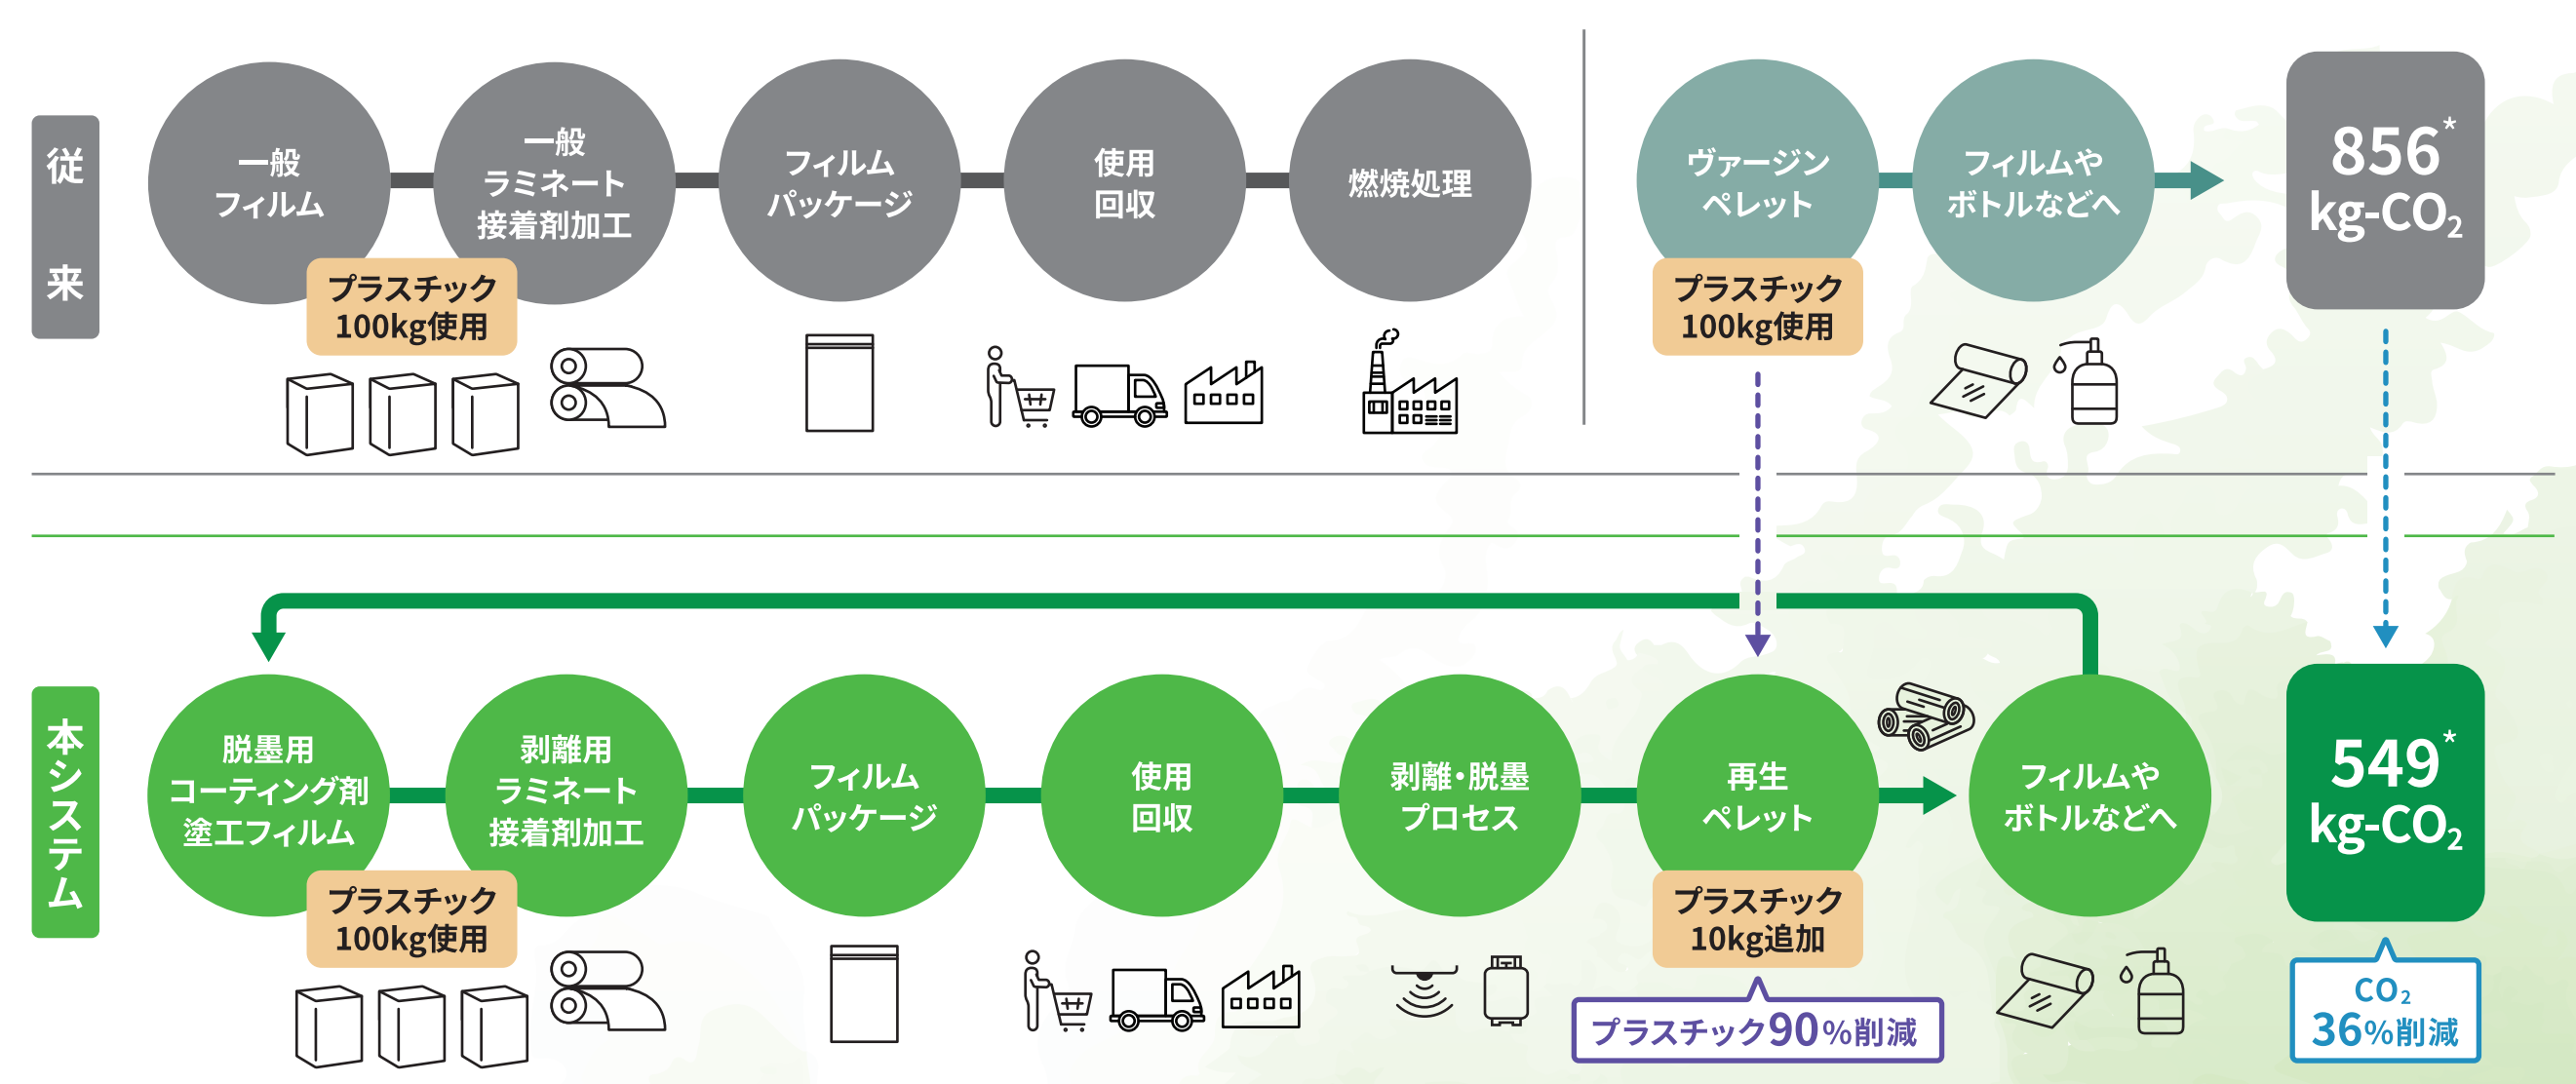 従来
一般
フィルム
一般
ラミネート
接着剤加工
フィルム
パッケージ
使用
回収
燃焼処理
ヴァージン
ペレット
フィルムや
ボトルなどへ
856*
kg-CO₂
プラスチック
100kg使用
プラスチック
100kg使用
本システム
脱墨用
コーティング剤
塗工フィルム
剥離用
ラミネート
接着剤加工
フィルム
パッケージ
使用
回収
剥離・脱墨
プロセス
再生
ペレット
フィルムや
ボトルなどへ
549*
kg-CO₂
プラスチック
100kg使用
プラスチック
10kg追加
プラスチック90%削減
CO₂
36%削減